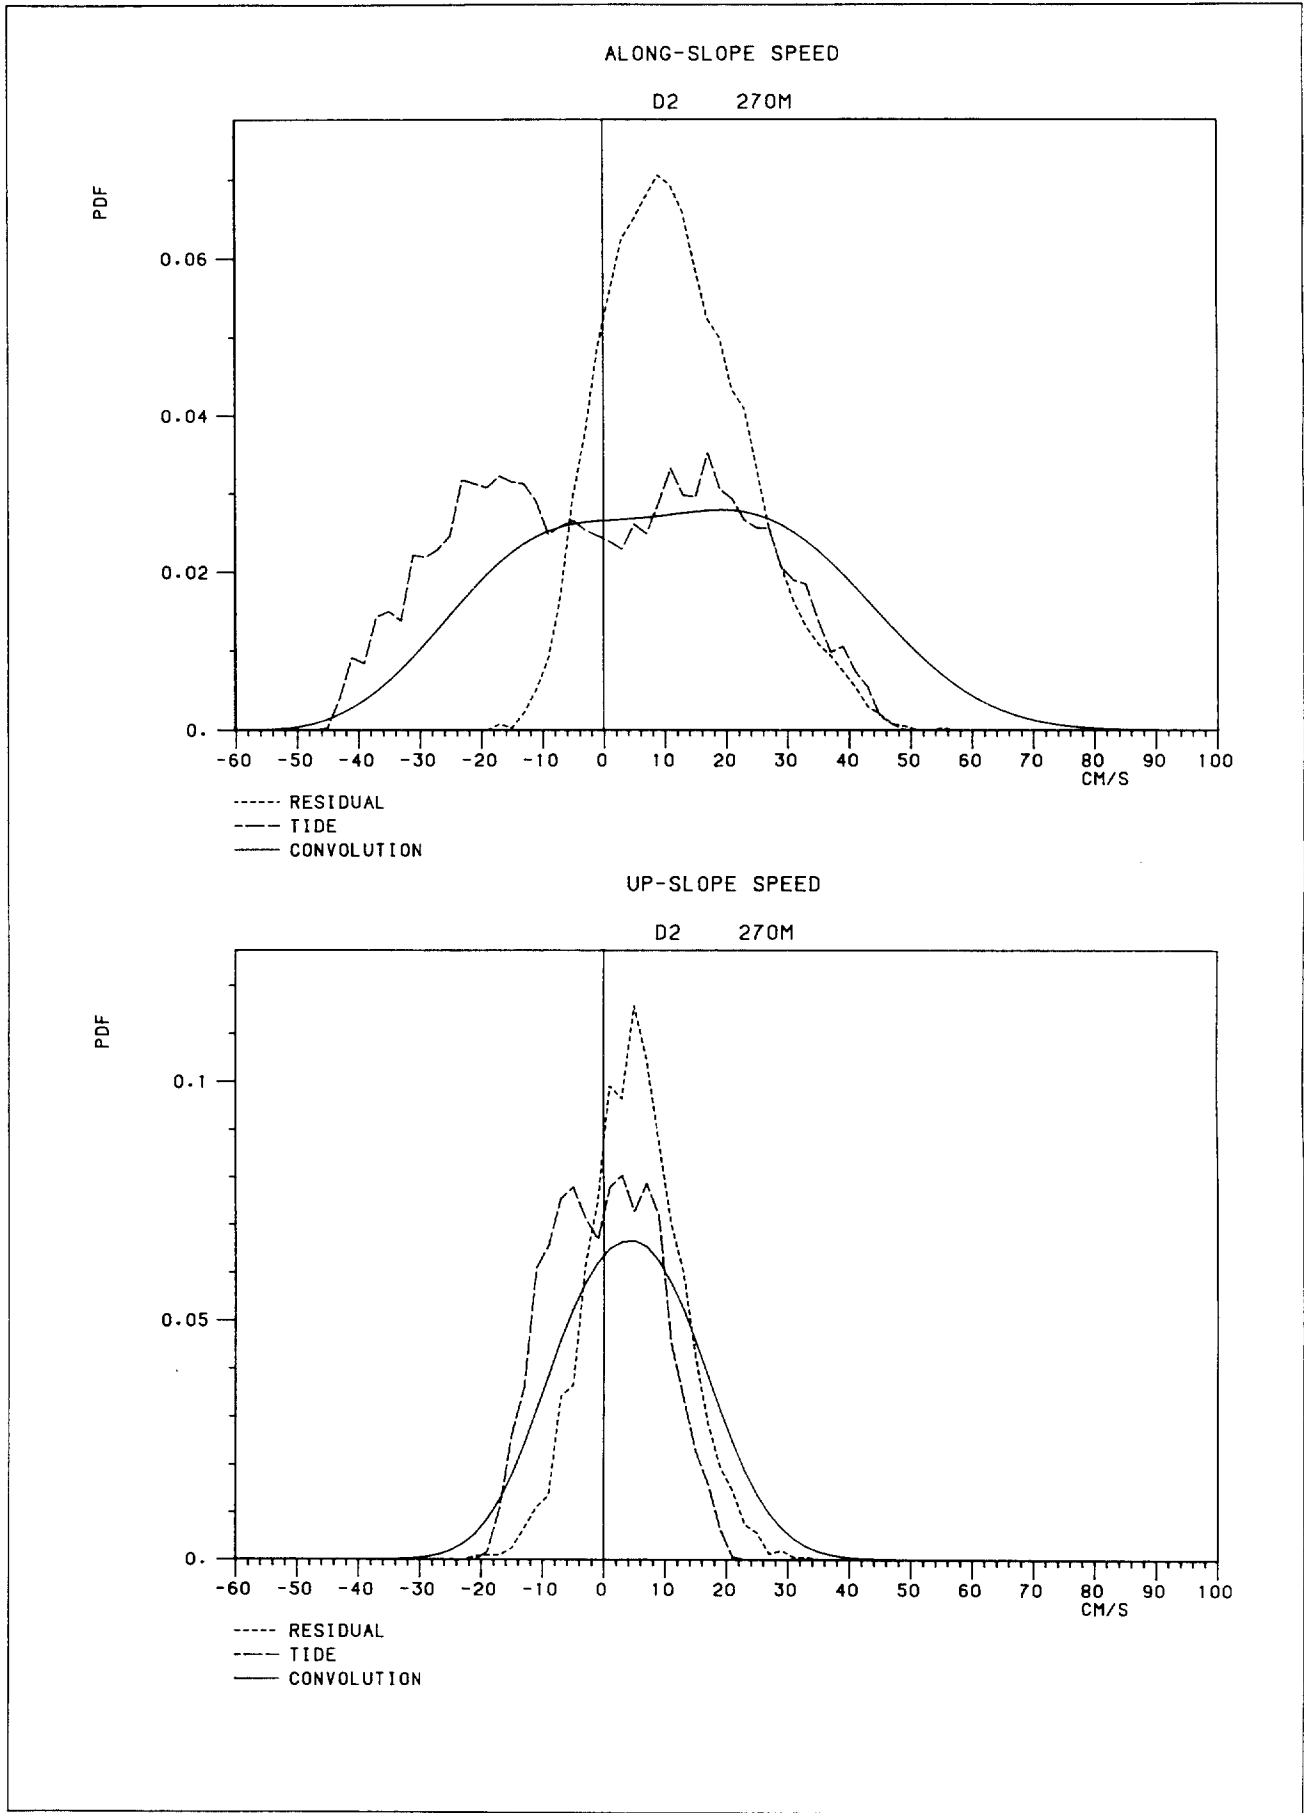 ALONG-SLOPE SPEED
D2 270M
PDF
0.06
0.04
0.02
0.
-60 -50 -40 -30 -20 -10 0 10 20 30 40 50 60 70 80 90 100
CM/S
RESIDUAL
TIDE
CONVOLUTION
UP-SLOPE SPEED
D2 270M
PDF
0.1
0.05
0.
-60 -50 -40 -30 -20 -10 0 10 20 30 40 50 60 70 80 90 100
CM/S
RESIDUAL
TIDE
CONVOLUTION